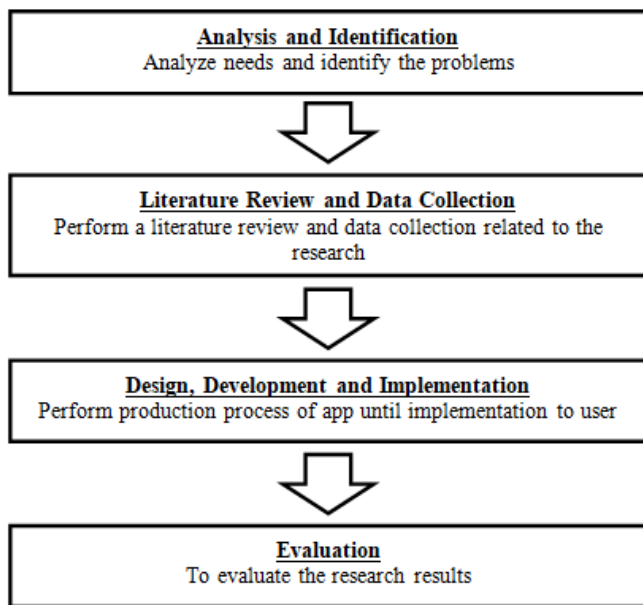 Analysis and Identification
Analyze needs and identify the problems
Literature Review and Data Collection
Perform a literature review and data collection related to the
research
Design, Development and Implementation
Perform production process of app until implementation to user
Evaluation
To evaluate the research results